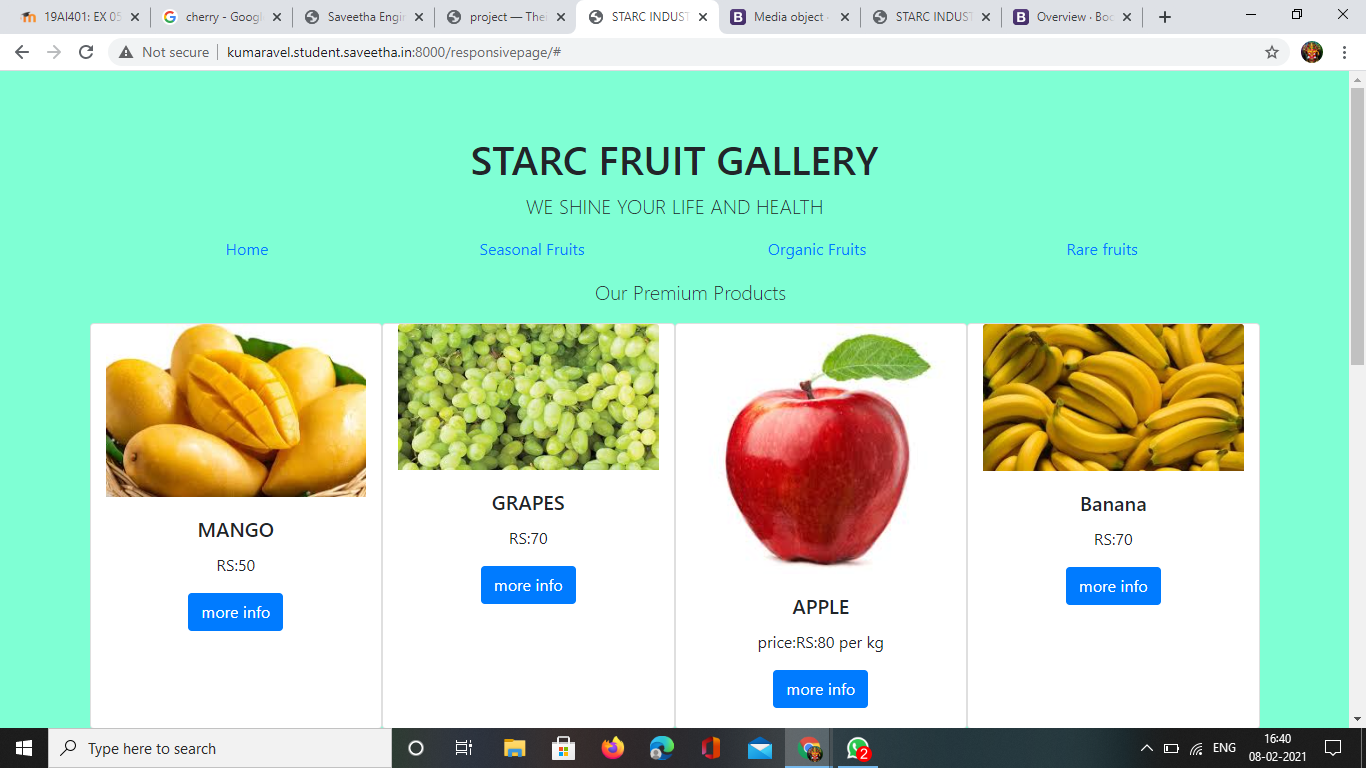 19AI401: EX 05
cherry - Googl
Saveetha Engi
project — Thei
STARC INDUST
Media object ·
STARC INDUST
Overview · Boo
Not secure
kumaravel.student.saveetha.in:8000/responsivepage/#
STARC FRUIT GALLERY
WE SHINE YOUR LIFE AND HEALTH
Home
Seasonal Fruits
Organic Fruits
Rare fruits
Our Premium Products
MANGO
RS:50
more info
GRAPES
RS:70
more info
APPLE
price:RS:80 per kg
more info
Banana
RS:70
more info
Type here to search
2
ENG
16:40
08-02-2021